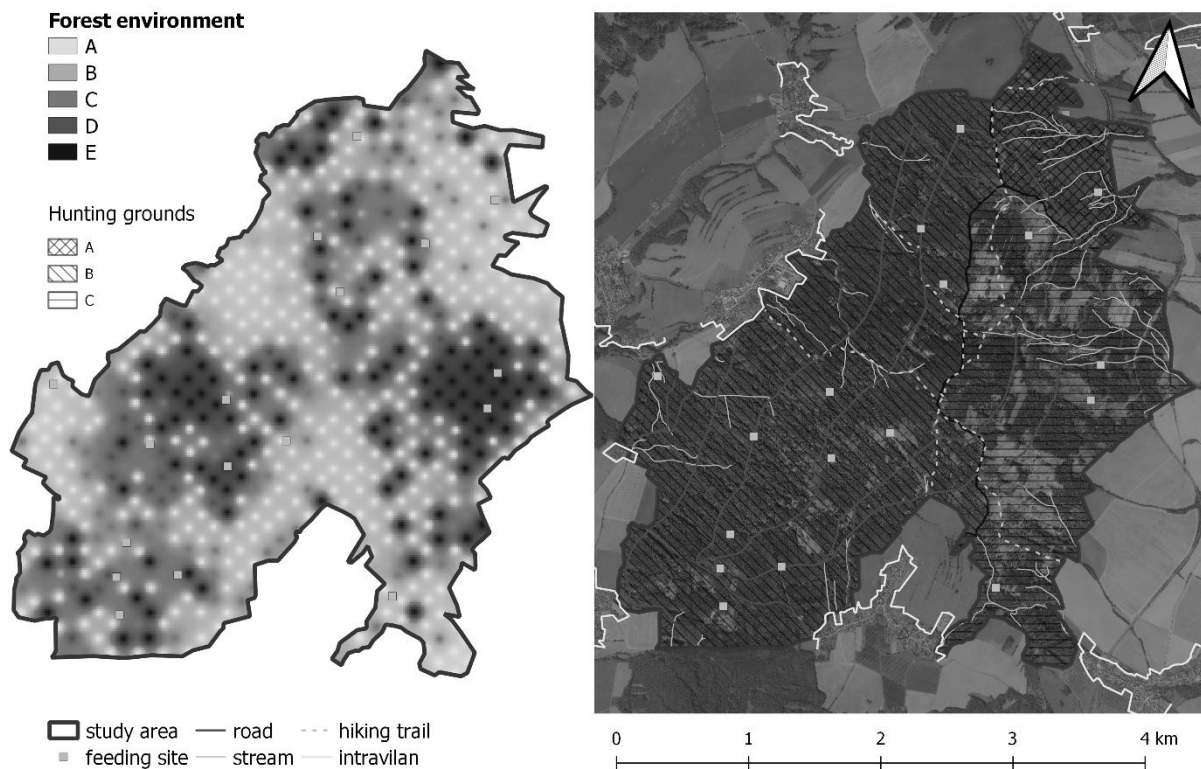 Forest environment
A
B
C
D
E
Hunting grounds
A
B
C
study area road hiking trail
feeding site stream intravilan
0 1 2 3 4 km